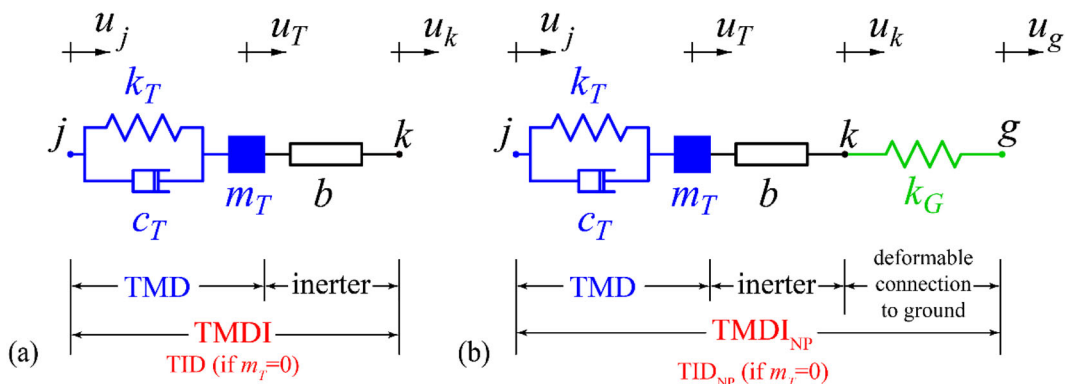 u_j u_T u_k
k_T
j k
m_T b
c_T
TMD inerter
TMDI
(a) TID (if m_T=0)
u_j u_T u_k u_g
k_T
j k g
m_T b k_G
c_T
TMD inerter
deformable
connection
to ground
TMDI_NP
(b) TID_NP (if m_T=0)